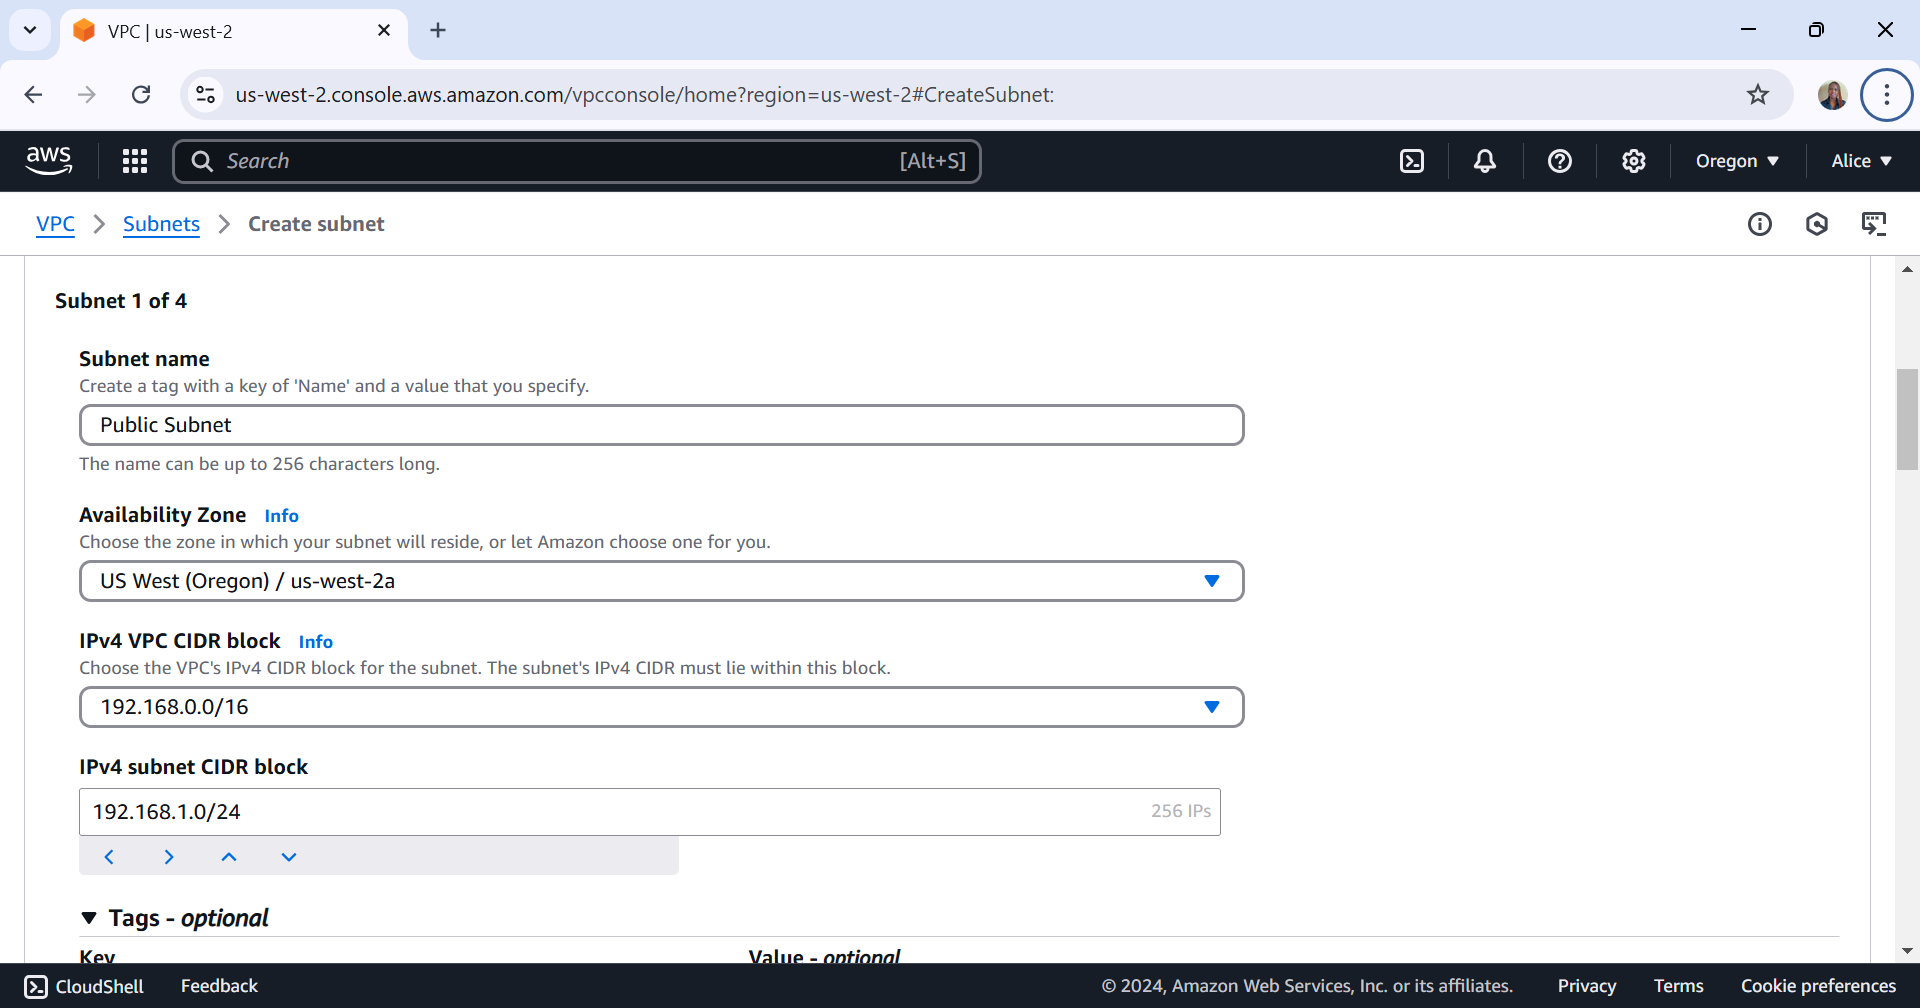 VPC | us-west-2
us-west-2.console.aws.amazon.com/vpcconsole/home?region=us-west-2#CreateSubnet:
aws
Search [Alt+S]
Oregon
Alice
VPC
Subnets
Create subnet
Subnet 1 of 4
Subnet name
Create a tag with a key of 'Name' and a value that you specify.
Public Subnet
The name can be up to 256 characters long.
Availability Zone Info
Choose the zone in which your subnet will reside, or let Amazon choose one for you.
US West (Oregon) / us-west-2a
IPv4 VPC CIDR block Info
Choose the VPC's IPv4 CIDR block for the subnet. The subnet's IPv4 CIDR must lie within this block.
192.168.0.0/16
IPv4 subnet CIDR block
192.168.1.0/24 256 IPs
Tags - optional
Key Value - optional
CloudShell Feedback © 2024, Amazon Web Services, Inc. or its affiliates. Privacy Terms Cookie preferences